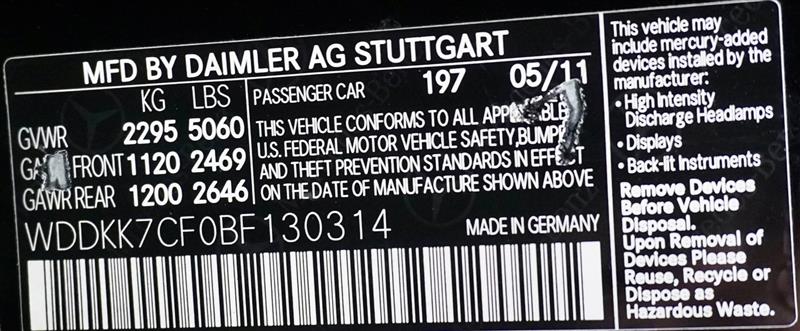 MFD BY DAIMLER AG STUTTGART
KG LBS
GVWR 2295 5060
FRONT 1120 2469
GAWR REAR 1200 2646
PASSENGER CAR 197 05/11
THIS VEHICLE CONFORMS TO ALL
U.S. FEDERAL MOTOR VEHICLE SAFETY,
AND THEFT PREVENTION STANDARDS IN
ON THE DATE OF MANUFACTURE SHOWN ABOVE
WDDKK7CF0BF130314
MADE IN GERMANY
This vehicle may
include mercury-added
devices installed by the
manufacturer:
• High Intensity
Discharge Headlamps
• Displays
• Back-lit Instruments
Remove Devices
Before Vehicle
Disposal.
Upon Removal of
Devices Please
Reuse, Recycle or
Dispose as
Hazardous Waste.